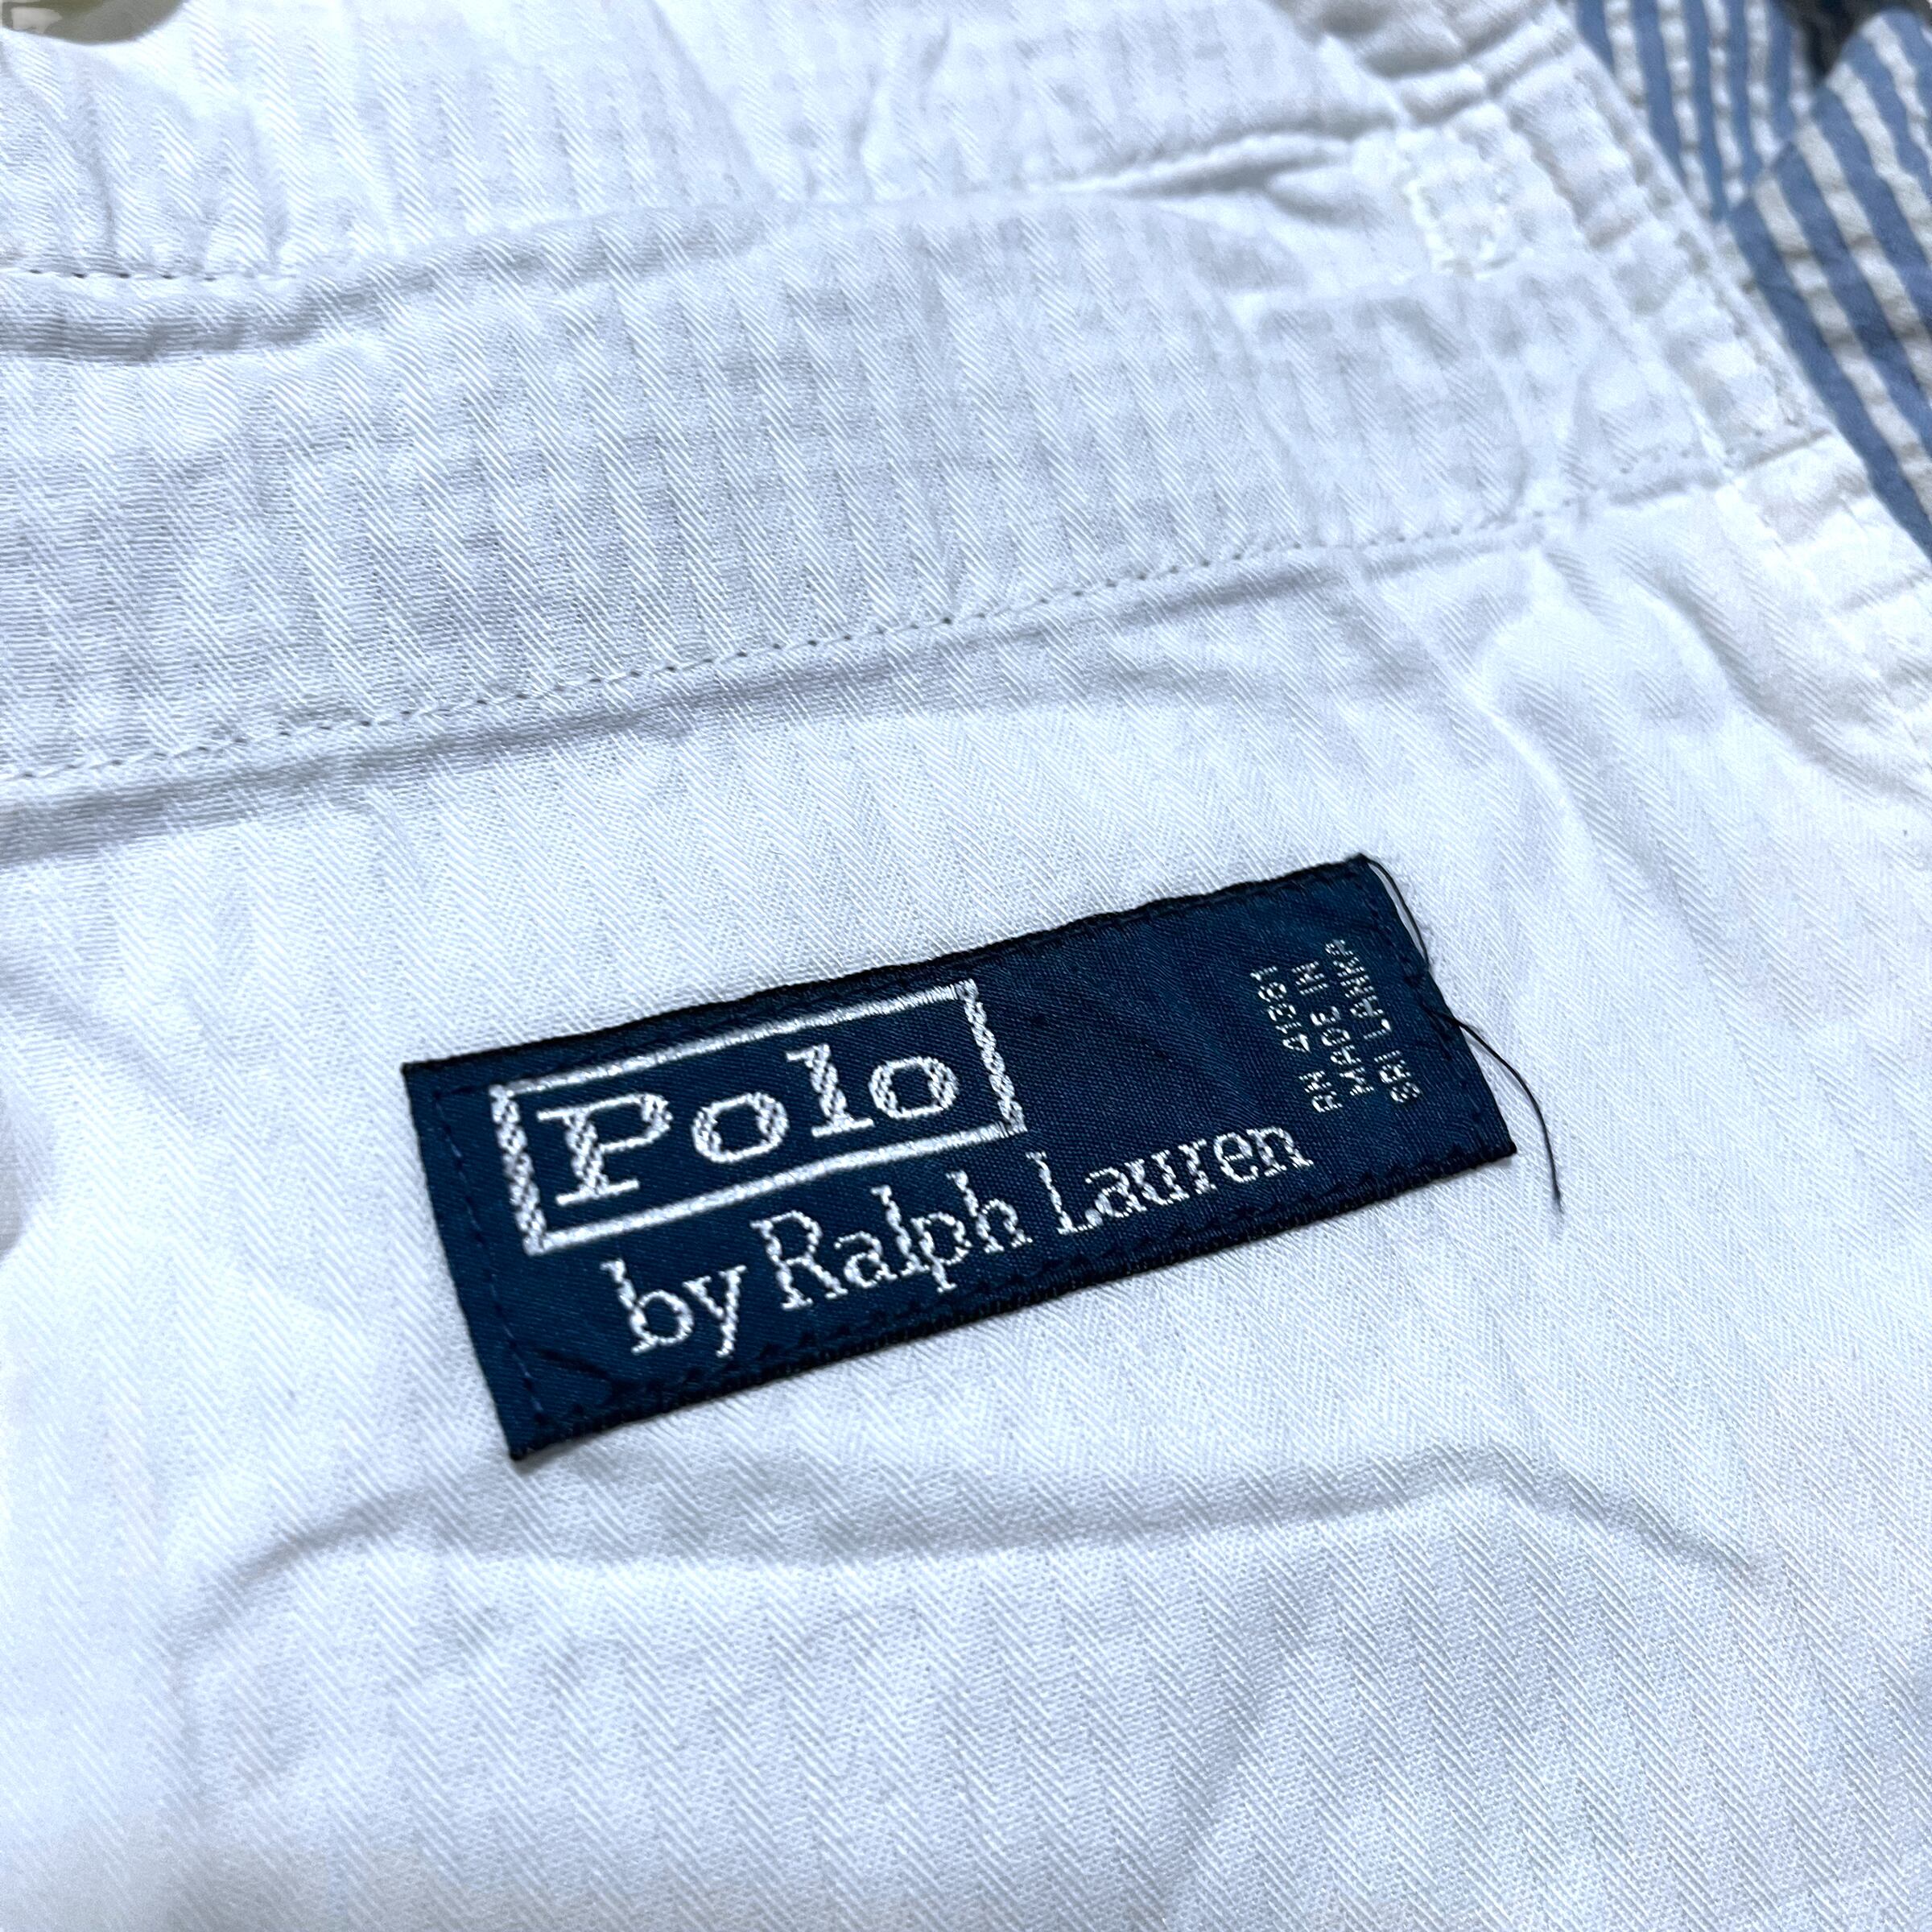 Polo
by Ralph Lauren
RN 41381
MADE IN
SRI LANKA